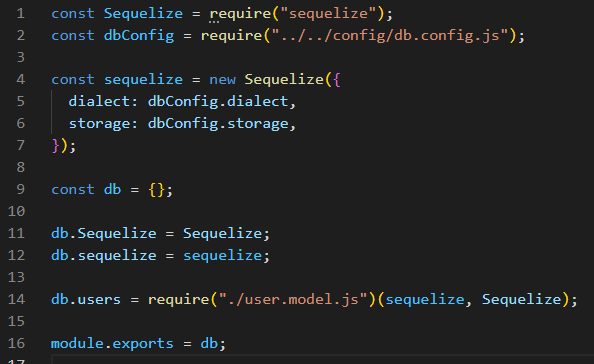 1 const Sequelize = require("sequelize");
2 const dbConfig = require("../../config/db.config.js");
3
4 const sequelize = new Sequelize({
5   dialect: dbConfig.dialect,
6   storage: dbConfig.storage,
7 });
8
9 const db = {};
10
11 db.Sequelize = Sequelize;
12 db.sequelize = sequelize;
13
14 db.users = require("./user.model.js")(sequelize, Sequelize);
15
16 module.exports = db;
17